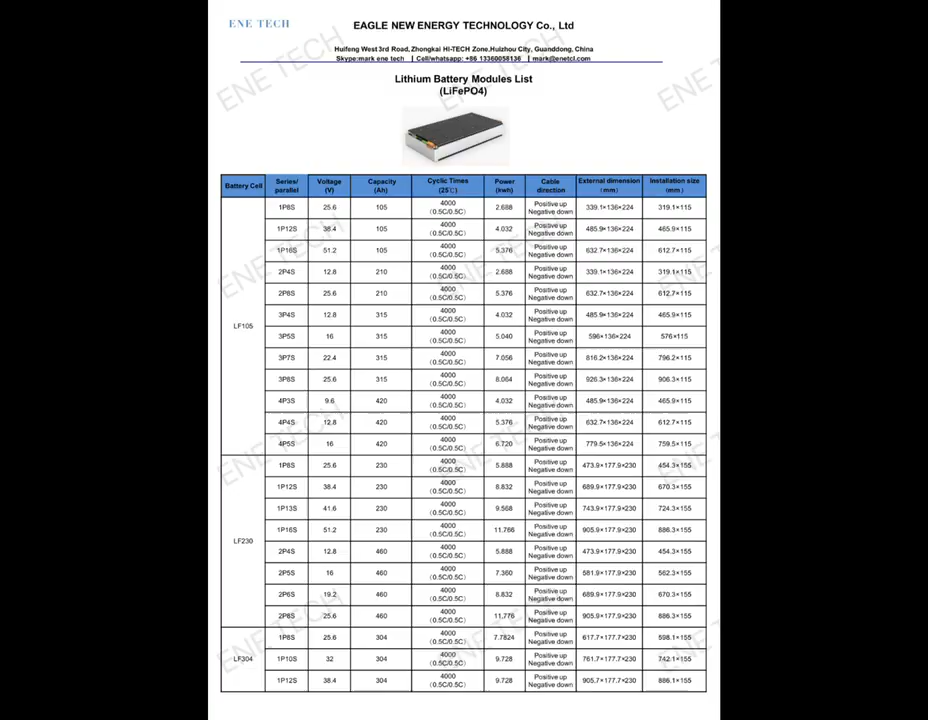 ENE TECH
EAGLE NEW ENERGY TECHNOLOGY Co., Ltd
Huifeng West 3rd Road, Zhongkai HI-TECH Zone,Huizhou City, Guanddong, China
Skype:mark ene tech | Cell/whatsapp: +86 13360058136 | mark@enetcl.com
Lithium Battery Modules List
(LiFePO4)
Battery Cell Series/parallel Voltage (V) Capacity (Ah) Cyclic Times (25℃) Power (kwh) Cable direction External dimension (mm) Installation size (mm)
LF105
1P8S 25.6 105 4000 (0.5C/0.5C) 2.688 Positive up Negative down 339.1*136*224 319.1*115
1P12S 38.4 105 4000 (0.5C/0.5C) 4.032 Positive up Negative down 485.9*136*224 465.9*115
1P16S 51.2 105 4000 (0.5C/0.5C) 5.376 Positive up Negative down 632.7*136*224 612.7*115
2P4S 12.8 210 4000 (0.5C/0.5C) 2.688 Positive up Negative down 339.1*136*224 319.1*115
2P8S 25.6 210 4000 (0.5C/0.5C) 5.376 Positive up Negative down 632.7*136*224 612.7*115
3P4S 12.8 315 4000 (0.5C/0.5C) 4.032 Positive up Negative down 485.9*136*224 465.9*115
3P5S 16 315 4000 (0.5C/0.5C) 5.040 Positive up Negative down 596*136*224 576*115
3P7S 22.4 315 4000 (0.5C/0.5C) 7.056 Positive up Negative down 816.2*136*224 796.2*115
3P8S 25.6 315 4000 (0.5C/0.5C) 8.064 Positive up Negative down 926.3*136*224 906.3*115
4P3S 9.6 420 4000 (0.5C/0.5C) 4.032 Positive up Negative down 485.9*136*224 465.9*115
4P4S 12.8 420 4000 (0.5C/0.5C) 5.376 Positive up Negative down 632.7*136*224 612.7*115
4P5S 16 420 4000 (0.5C/0.5C) 6.720 Positive up Negative down 779.5*136*224 759.5*115
LF230
1P8S 25.6 230 4000 (0.5C/0.5C) 5.888 Positive up Negative down 473.9*177.9*230 454.3*155
1P12S 38.4 230 4000 (0.5C/0.5C) 8.832 Positive up Negative down 689.9*177.9*230 670.3*155
1P13S 41.6 230 4000 (0.5C/0.5C) 9.568 Positive up Negative down 743.9*177.9*230 724.3*155
1P16S 51.2 230 4000 (0.5C/0.5C) 11.766 Positive up Negative down 905.9*177.9*230 886.3*155
2P4S 12.8 460 4000 (0.5C/0.5C) 5.888 Positive up Negative down 473.9*177.9*230 454.3*155
2P5S 16 460 4000 (0.5C/0.5C) 7.360 Positive up Negative down 581.9*177.9*230 562.3*155
2P6S 19.2 460 4000 (0.5C/0.5C) 8.832 Positive up Negative down 689.9*177.9*230 670.3*155
2P8S 25.6 460 4000 (0.5C/0.5C) 11.776 Positive up Negative down 905.9*177.9*230 886.3*155
LF304
1P8S 25.6 304 4000 (0.5C/0.5C) 7.7824 Positive up Negative down 617.7*177.7*230 598.1*155
1P10S 32 304 4000 (0.5C/0.5C) 9.728 Positive up Negative down 761.7*177.7*230 742.1*155
1P12S 38.4 304 4000 (0.5C/0.5C) 9.728 Positive up Negative down 905.7*177.7*230 886.1*155